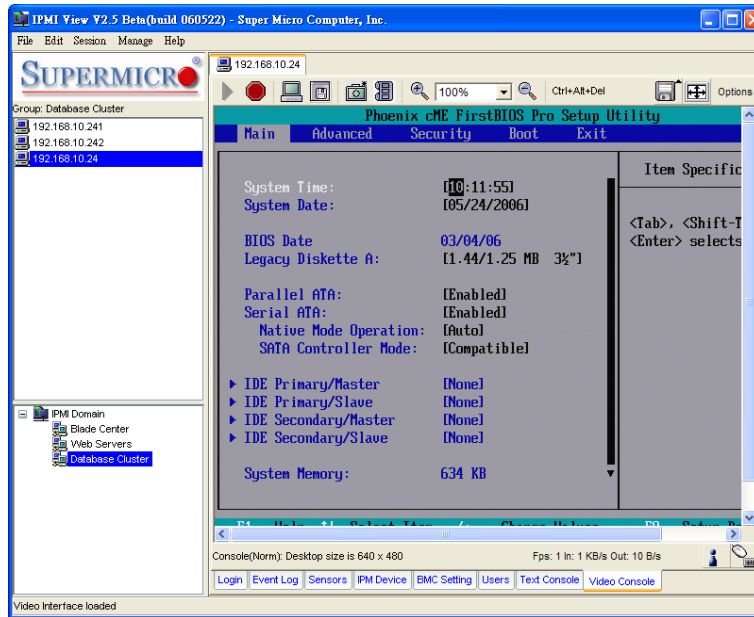 IPMI View V2.5 Beta(build 060522) - Super Micro Computer, Inc.
File Edit Session Manage Help
SUPERMICRO
Group: Database Cluster
192.168.10.241
192.168.10.242
192.168.10.24
IPMI Domain
Blade Center
Web Servers
Database Cluster
192.168.10.24
100% Ctrl+Alt+Del Options
Phoenix cME FirstBIOS Pro Setup Utility
Main Advanced Security Boot Exit
System Time: [10:11:55]
System Date: [05/24/2006]
BIOS Date 03/04/06
Legacy Diskette A: [1.44/1.25 MB 3½"]
Parallel ATA: [Enabled]
Serial ATA: [Enabled]
Native Mode Operation: [Auto]
SATA Controller Mode: [Compatible]
IDE Primary/Master [None]
IDE Primary/Slave [None]
IDE Secondary/Master [None]
IDE Secondary/Slave [None]
System Memory: 634 KB
Item Specific
<Tab>, <Shift-T
<Enter> selects
F1 Help ↑↓ Select Item -/+ Change Values F9 Setup
Console(Norm): Desktop size is 640 x 480 Fps: 1 In: 1 KB/s Out: 10 B/s
Login Event Log Sensors IPM Device BMC Setting Users Text Console Video Console
Video Interface loaded